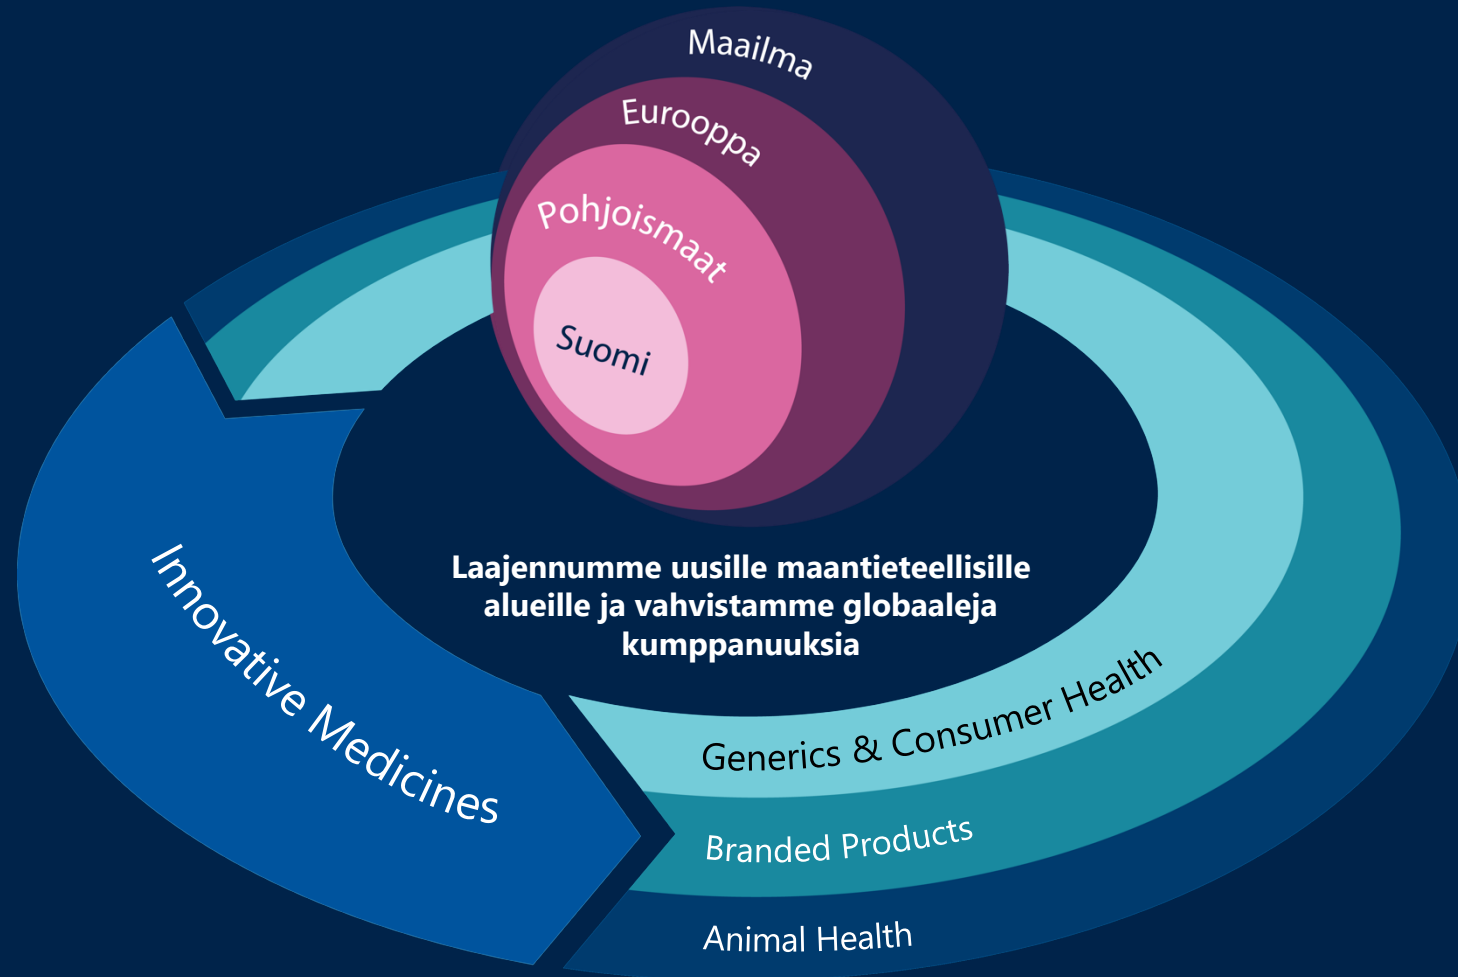 Maailma
Eurooppa
Pohjoismaat
Suomi
Laajennumme uusille maantieteellisille
alueille ja vahvistamme globaaleja
kumppanuuksia
Innovative Medicines
Generics & Consumer Health
Branded Products
Animal Health